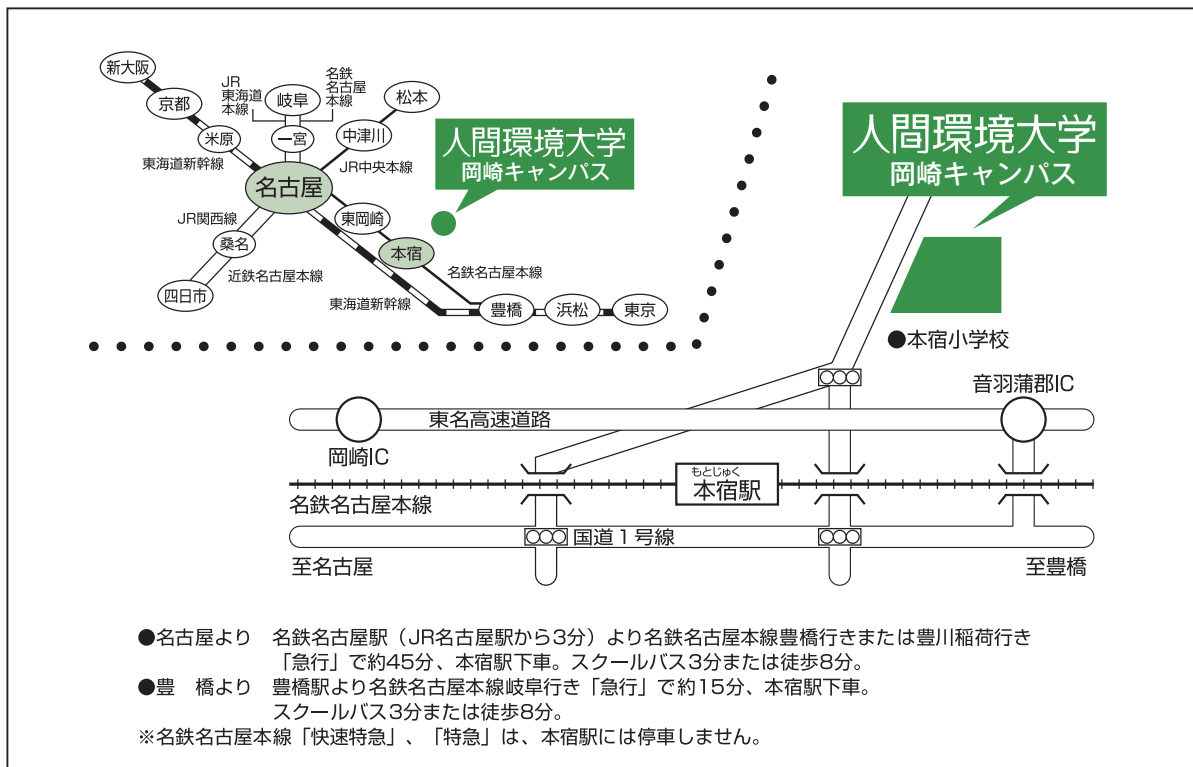 新大阪
京都
米原
東海道新幹線
JR
東海道
本線
岐阜
一宮
名鉄
名古屋
本線
松本
中津川
JR中央本線
名古屋
人間環境大学
岡崎キャンパス
東岡崎
本宿
JR関西線
桑名
近鉄名古屋本線
四日市
名鉄名古屋本線
東海道新幹線
豊橋
浜松
東京
人間環境大学
岡崎キャンパス
●本宿小学校
音羽蒲郡IC
東名高速道路
岡崎IC
もとじゅく
本宿駅
名鉄名古屋本線
国道1号線
至名古屋
至豊橋
●名古屋より 名鉄名古屋駅(JR名古屋駅から3分)より名鉄名古屋本線豊橋行きまたは豊川稲荷行き
「急行」で約45分、本宿駅下車。スクールバス3分または徒歩8分。
●豊 橋より 豊橋駅より名鉄名古屋本線岐阜行き「急行」で約15分、本宿駅下車。
スクールバス3分または徒歩8分。
※名鉄名古屋本線「快速特急」、「特急」は、本宿駅には停車しません。